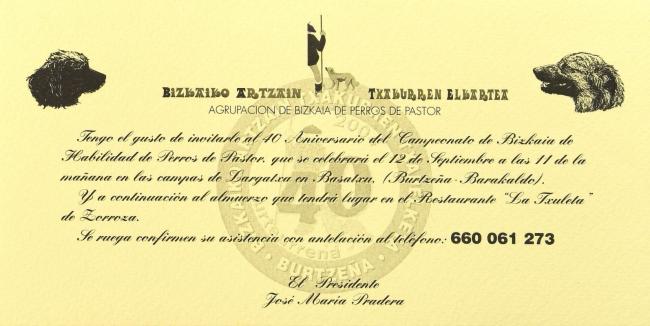 BIZKAIKO ARTZAIN TXAKURREN ELKARTEA
AGRUPACION DE BIZKAIA DE PERROS DE PASTOR
Tengo el gusto de invitarle al 40 Aniversario del Campeonato de Bizkaia de
Habilidad de Perros de Pastor, que se celebrará el 12 de Septiembre a las 11 de la
mañana en las campas de Largatxa en Basatxu. (Burtzeña-Barakaldo).
Y a continuación al almuerzo que tendrá lugar en el Restaurante "La Txuleta"
de Zorroza.
Se ruega confirmen su asistencia con antelación al teléfono: 660 061 273
El Presidente
José Maria Pradera
40
BURTZEÑA